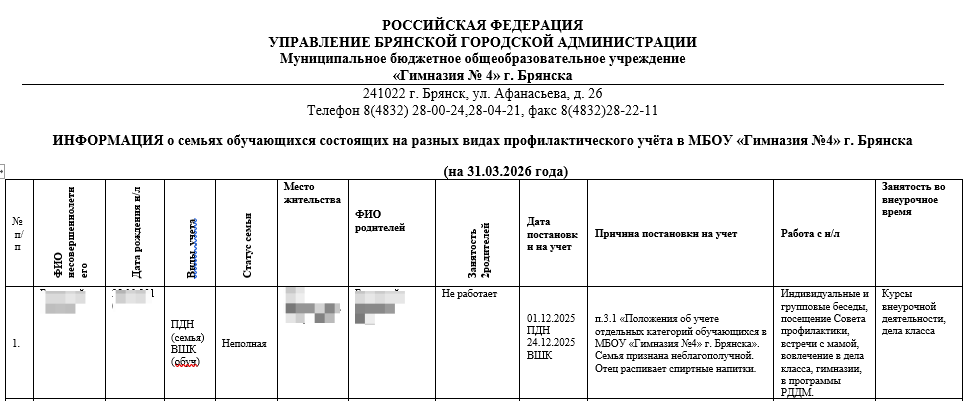 РОССИЙСКАЯ ФЕДЕРАЦИЯ
УПРАВЛЕНИЕ БРЯНСКОЙ ГОРОДСКОЙ АДМИНИСТРАЦИИ
Муниципальное бюджетное общеобразовательное учреждение
«Гимназия № 4» г. Брянска
241022 г. Брянск, ул. Афанасьева, д. 26
Телефон 8(4832) 28-00-24,28-04-21, факс 8(4832)28-22-11
ИНФОРМАЦИЯ о семьях обучающихся состоящих на разных видах профилактического учёта в МБОУ «Гимназия №4» г. Брянска
(на 31.03.2026 года)
№
п/
п
ФИО
несовершеннолетн
его
Дата рождения н/л
Виды учета
Статус семьи
Место
жительства
ФИО
родителей
Занятость
2родителей
Дата
постановк
и на учет
Причина постановки на учет
Работа с н/л
Занятость во
внеурочное
время
1.
ПДН
(семья)
ВШК
(обуч)
Неполная
Не работает
01.12.2025
ПДН
24.12.2025
ВШК
п.3.1 «Положения об учете
отдельных категорий обучающихся в
МБОУ «Гимназия №4» г. Брянска».
Семья признана неблагополучной.
Отец распивает спиртные напитки.
Индивидуальные и
групповые беседы,
посещение Совета
профилактики,
встречи с мамой,
вовлечение в дела
класса, гимназии,
в программы
РДДМ.
Курсы
внеурочной
деятельности,
дела класса